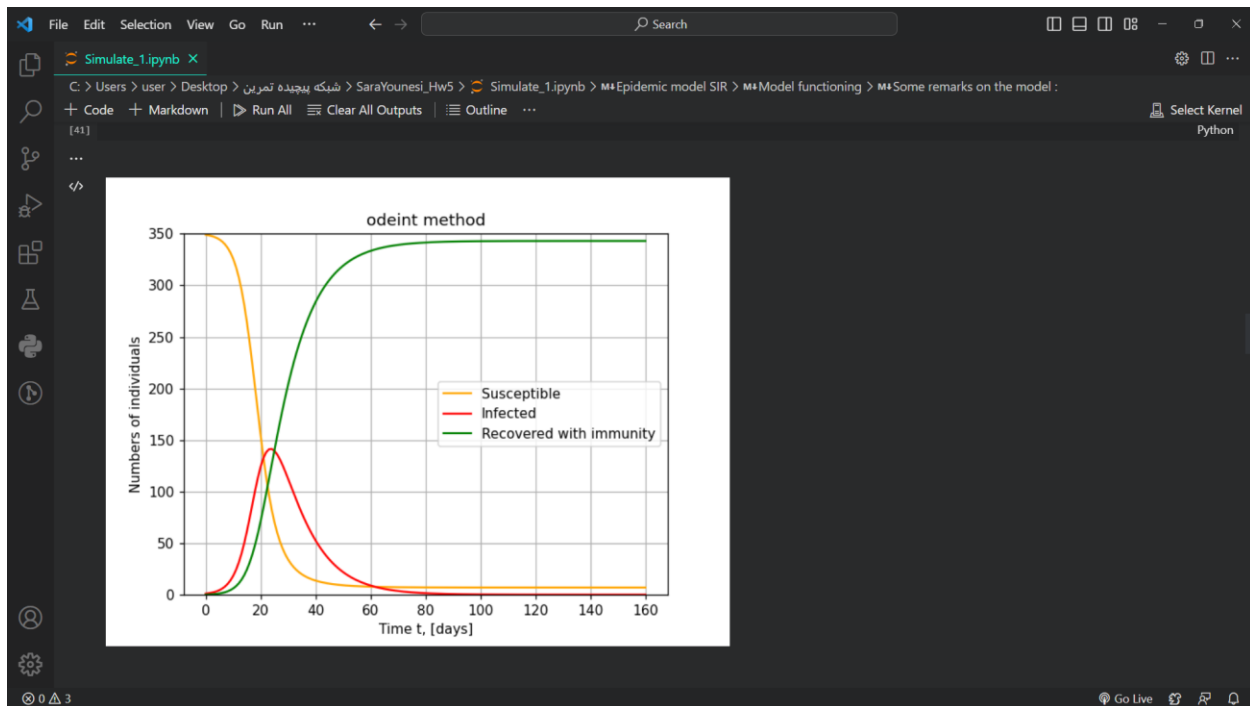 File Edit Selection View Go Run ··· Search
Simulate_1.ipynb
C: > Users > user > Desktop > شبکه پیچیده تمرین > SaraYounesi_Hw5 > Simulate_1.ipynb > M↓Epidemic model SIR > M↓Model functioning > M↓Some remarks on the model :
+ Code + Markdown Run All Clear All Outputs Outline ··· Select Kernel
[41] Python
...
</>
odeint method
Numbers of individuals
350
300
250
200
150
100
50
0
Susceptible
Infected
Recovered with immunity
0 20 40 60 80 100 120 140 160
Time t, [days]
0 3 Go Live